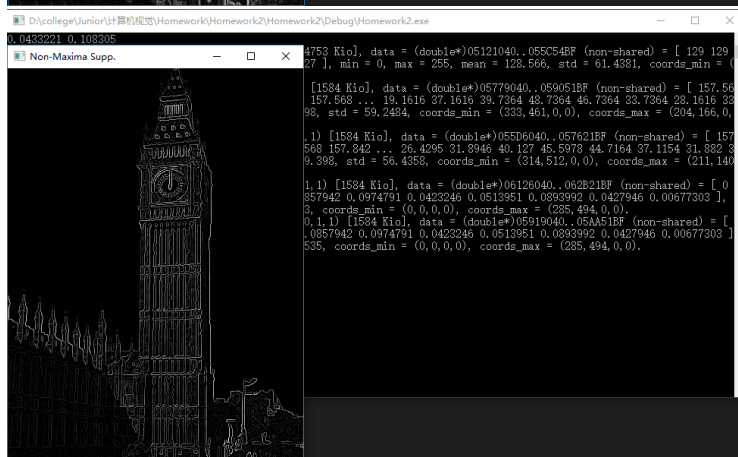 D:\college\Junior\计算机视觉\Homework\Homework2\Homework2\Debug\Homework2.exe
0.0433221 0.108305
Non-Maxima Supp.
4753 Kio], data = (double*)05121040..055C54BF (non-shared) = [ 129 129
27 ], min = 0, max = 255, mean = 128.566, std = 61.4381, coords_min = (
[1584 Kio], data = (double*)05779040..059051BF (non-shared) = [ 157.56
157.568 ... 19.1616 37.1616 39.7364 48.7364 46.7364 33.7364 28.1616 33
98, std = 59.2484, coords_min = (333,461,0,0), coords_max = (204,166,0,
,1) [1584 Kio], data = (double*)055D6040..057621BF (non-shared) = [ 157
568 157.842 ... 26.4295 31.8946 40.127 45.5978 44.7164 37.1154 31.882 3
9.398, std = 56.4358, coords_min = (314,512,0,0), coords_max = (211,140
1,1) [1584 Kio], data = (double*)06126040..062B21BF (non-shared) = [ 0
857942 0.0974791 0.0423246 0.0513951 0.0893992 0.0427946 0.00677303 ],
3, coords_min = (0,0,0,0), coords_max = (285,494,0,0).
0,1,1) [1584 Kio], data = (double*)05919040..05AA51BF (non-shared) = [
.0857942 0.0974791 0.0423246 0.0513951 0.0893992 0.0427946 0.00677303 ]
535, coords_min = (0,0,0,0), coords_max = (285,494,0,0).